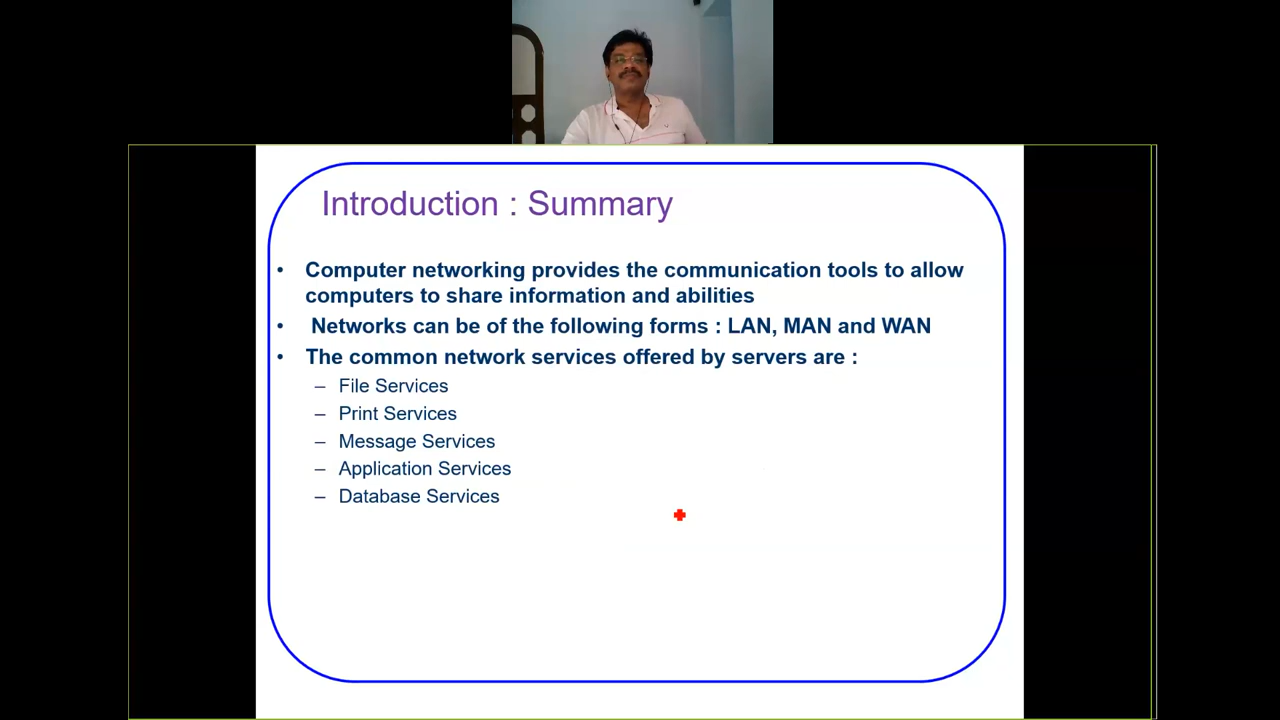 Introduction : Summary
• Computer networking provides the communication tools to allow
computers to share information and abilities
• Networks can be of the following forms : LAN, MAN and WAN
• The common network services offered by servers are :
– File Services
– Print Services
– Message Services
– Application Services
– Database Services